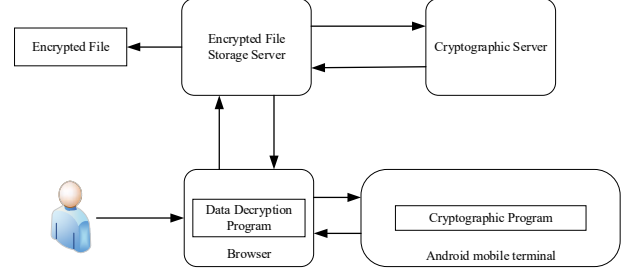 Encrypted File
Encrypted File
Storage Server
Cryptographic Server
Data Decryption
Program
Browser
Cryptographic Program
Android mobile terminal